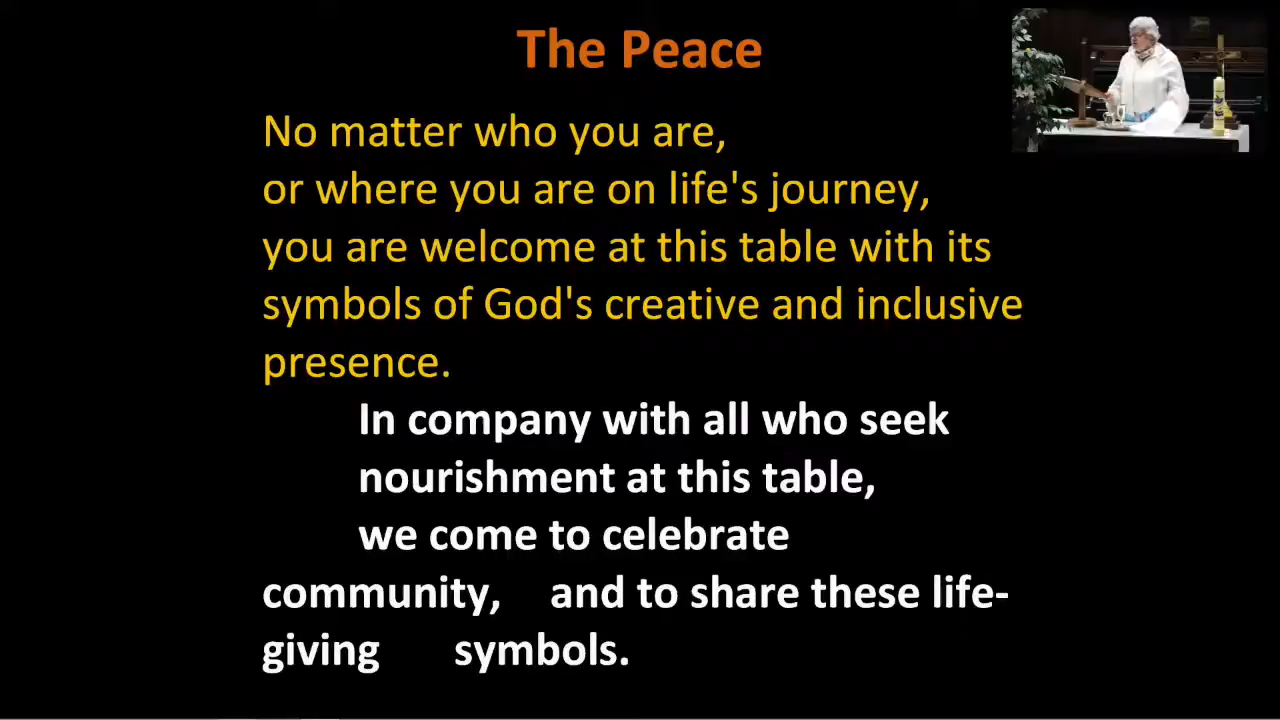 The Peace
No matter who you are,
or where you are on life's journey,
you are welcome at this table with its
symbols of God's creative and inclusive
presence.
In company with all who seek
nourishment at this table,
we come to celebrate
community, and to share these life-
giving symbols.